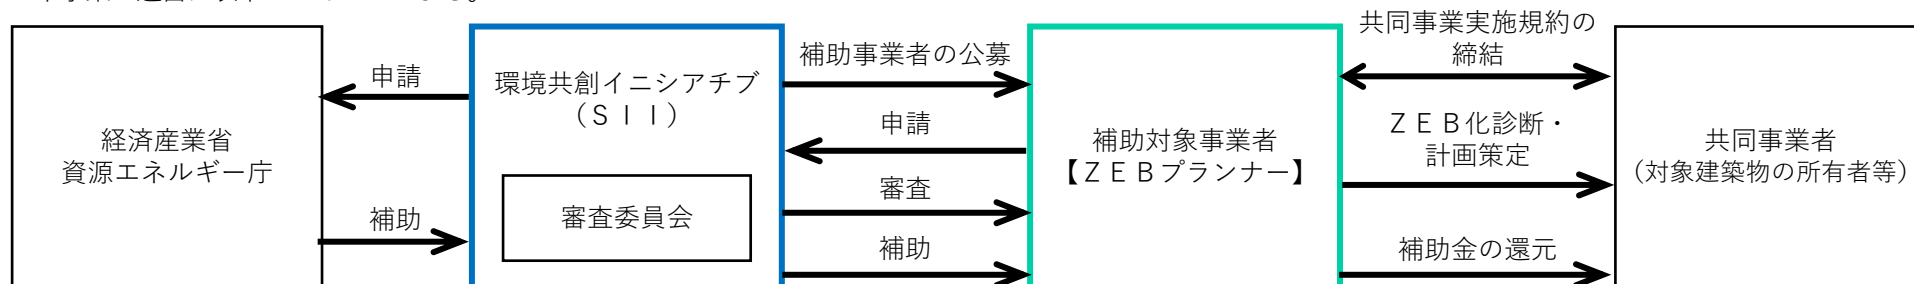 経済産業省
資源エネルギー庁
申請
補助
環境共創イニシアチブ
（ＳＩＩ）
審査委員会
補助事業者の公募
申請
審査
補助
補助対象事業者
【ＺＥＢプランナー】
共同事業実施規約の
締結
ＺＥＢ化診断・
計画策定
補助金の還元
共同事業者
（対象建築物の所有者等）